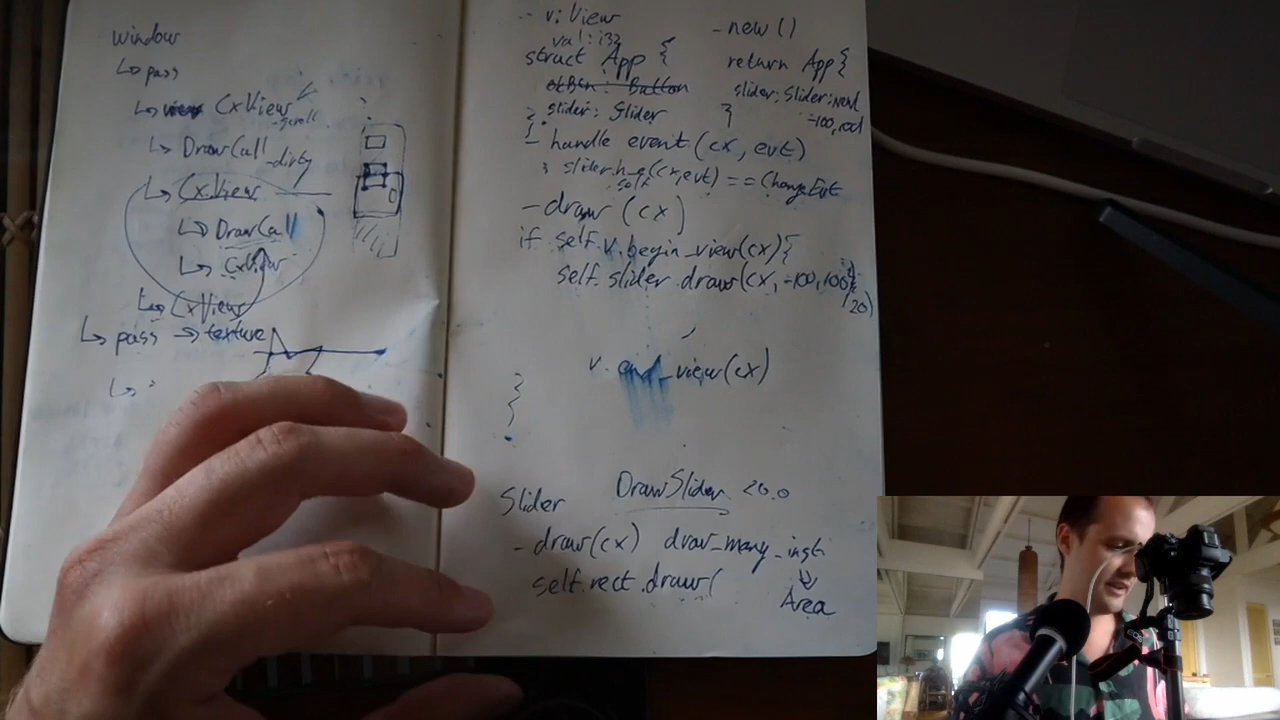 window
↳ pass
↳ CxView
-scroll
↳ DrawCall
-dirty
↳ CxView
↳ DrawCall
↳ CxView
↳ CxView
↳ pass → texture
↳ :
- v: View
val: i32
struct App {
: Button
slider: Slider
}
- new()
return App {
slider: Slider::new(
-100,
}
- handle event (cx, evt)
slider.h_e(cx, evt) == ChangeEvt
self
- draw (cx)
if self.v.begin_view(cx){
self.slider.draw(cx, -100, 100,
20)
v. end_view(cx)
}
}
Slider DrawSlider 20.0
- draw(cx) draw_many_inst
self.rect.draw(
Area